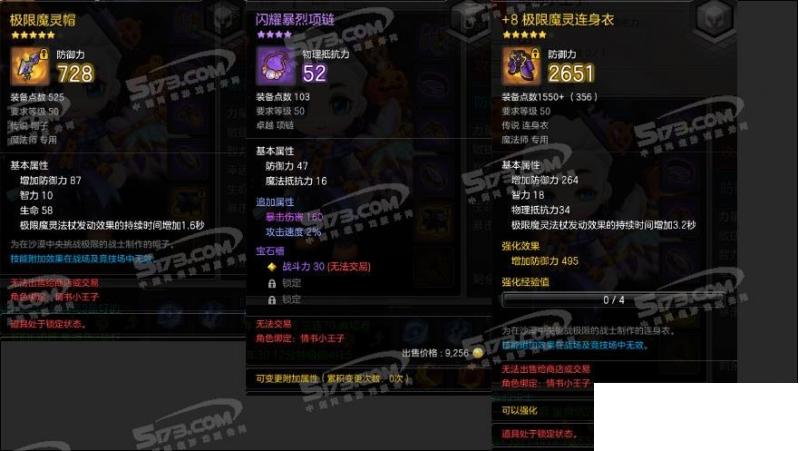 极限魔灵帽
防御力
728
装备点数 525
要求等级 50
传说 帽子
魔法师 专用
基本属性
增加防御力 87
智力 10
生命 58
极限魔灵法杖发动效果的持续时间增加1.6秒
为在沙漠中央挑战极限的战士制作的帽子。
技能附加效果在战场及竞技场中无效。
无法出售给商店或交易
角色绑定：情书小王子
道具处于锁定状态。
闪耀暴烈项链
物理抵抗力
52
装备点数 103
要求等级 50
卓越 项链
基本属性
防御力 47
魔法抵抗力 16
追加属性
暴击伤害 160
攻击速度 2%
宝石槽
战斗力 30 (无法交易)
锁定
锁定
无法交易
角色绑定：情书小王子
出售价格 : 9,256
可变更附加属性（累积变更次数：0次）
+8 极限魔灵连身衣
防御力
2651
装备点数1550+（356）
要求等级 50
传说 连身衣
魔法师 专用
基本属性
增加防御力 264
智力 18
物理抵抗力34
极限魔灵法杖发动效果的持续时间增加3.2秒
强化效果
增加防御力 495
强化经验值
0 / 4
为在沙漠中央挑战极限的战士制作的连身衣。
技能附加效果在战场及竞技场中无效。
无法出售给商店或交易
角色绑定：情书小王子
可以强化
道具处于锁定状态。
5173.COM
中国网络游戏服务网